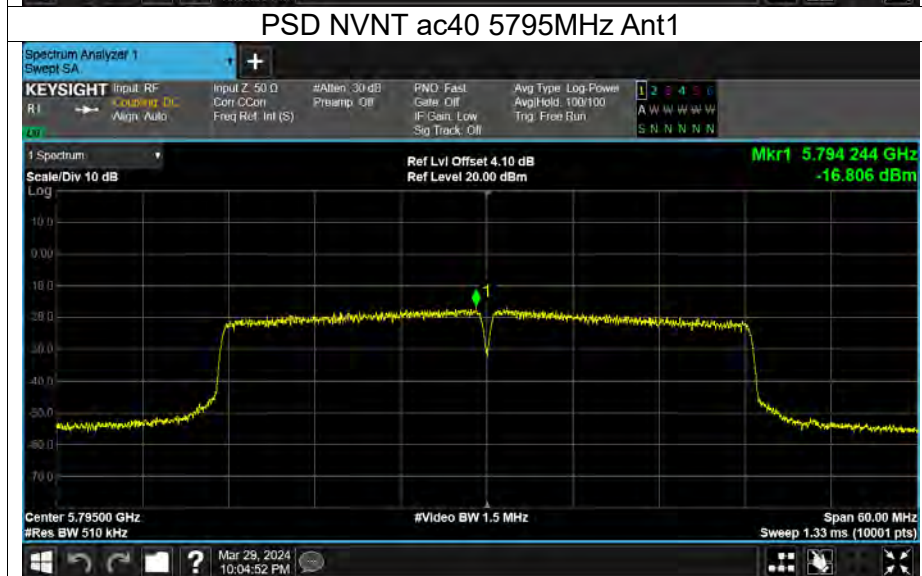 PSD NVNT ac40 5795MHz Ant1
Spectrum Analyzer 1
Swept SA
+
KEYSIGHT Input: RF Input Z: 50 Ω #Atten: 30 dB PNO: Fast Avg Type: Log-Power 1 2 3 4 5 6
Coupling: DC Corr CCorr Preamp: Off Gate: Off Avg|Hold: 100/100 A W W W W W
Align: Auto Freq Ref: Int (S) IF Gain: Low Trig: Free Run
Sig Track: Off S N N N N N
1 Spectrum
Ref Lvl Offset 4.10 dB Mkr1 5.794 244 GHz
Scale/Div 10 dB Ref Level 20.00 dBm -16.806 dBm
Log
10.0
0.00
1
-40.0
-50.0
-60.0
-70.0
Center 5.79500 GHz #Video BW 1.5 MHz Span 60.00 MHz
#Res BW 510 kHz Sweep 1.33 ms (10001 pts)
? Mar 29, 2024
10:04:52 PM